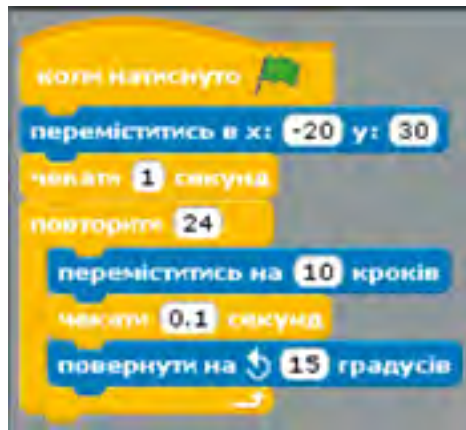 коли натиснуто
переміститись в x: -20 y: 30
чекати 1 секунд
повторити 24
переміститись на 10 кроків
чекати 0.1 секунд
повернути на 15 градусів